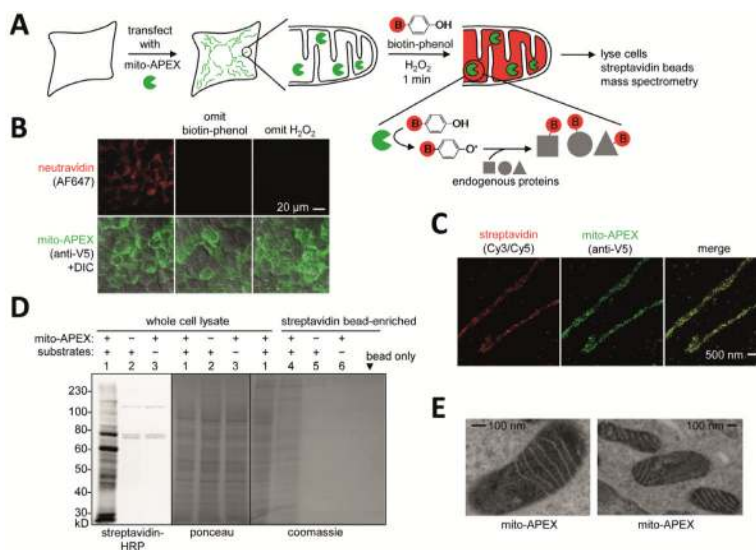 A
transfect
with
mito-APEX
B
OH
biotin-phenol
H₂O₂
1 min
lyse cells
streptavidin beads
mass spectrometry
B
OH
B
O•
B
B
B
endogenous proteins
B
omit
biotin-phenol
omit H₂O₂
neutravidin
(AF647)
20 µm
mito-APEX
(anti-V5)
+DIC
C
streptavidin
(Cy3/Cy5)
mito-APEX
(anti-V5)
merge
500 nm
D
whole cell lysate
streptavidin bead-enriched
mito-APEX: + – + + – + + + – +
substrates: + + – + + – + + + –
1 2 3 1 2 3 1 4 5 6
bead only
230
100
80
60
50
40
30
kD
streptavidin-
HRP
ponceau
coomassie
E
100 nm
100 nm
mito-APEX
mito-APEX